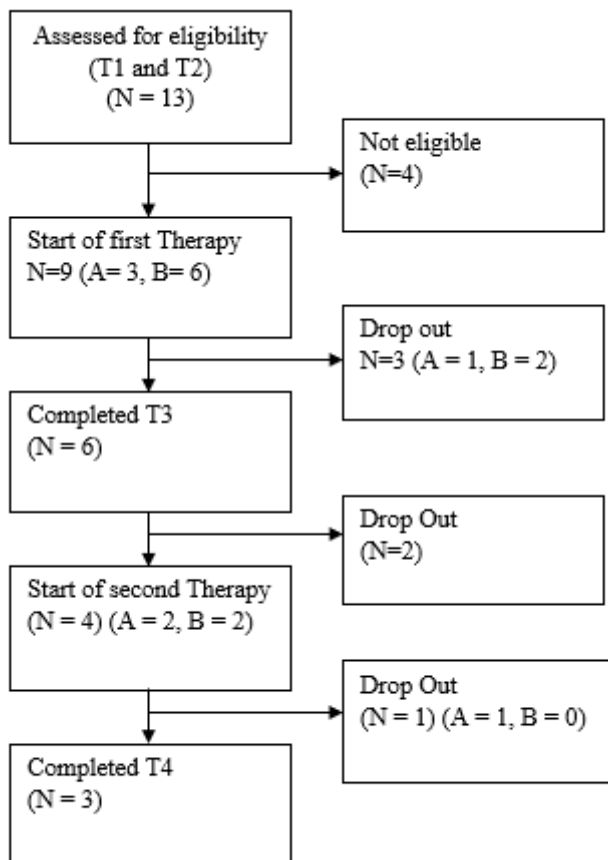 Assessed for eligibility
(T1 and T2)
(N = 13)
Not eligible
(N=4)
Start of first Therapy
N=9 (A= 3, B= 6)
Drop out
N=3 (A = 1, B = 2)
Completed T3
(N = 6)
Drop Out
(N=2)
Start of second Therapy
(N = 4) (A = 2, B = 2)
Drop Out
(N = 1) (A = 1, B = 0)
Completed T4
(N = 3)